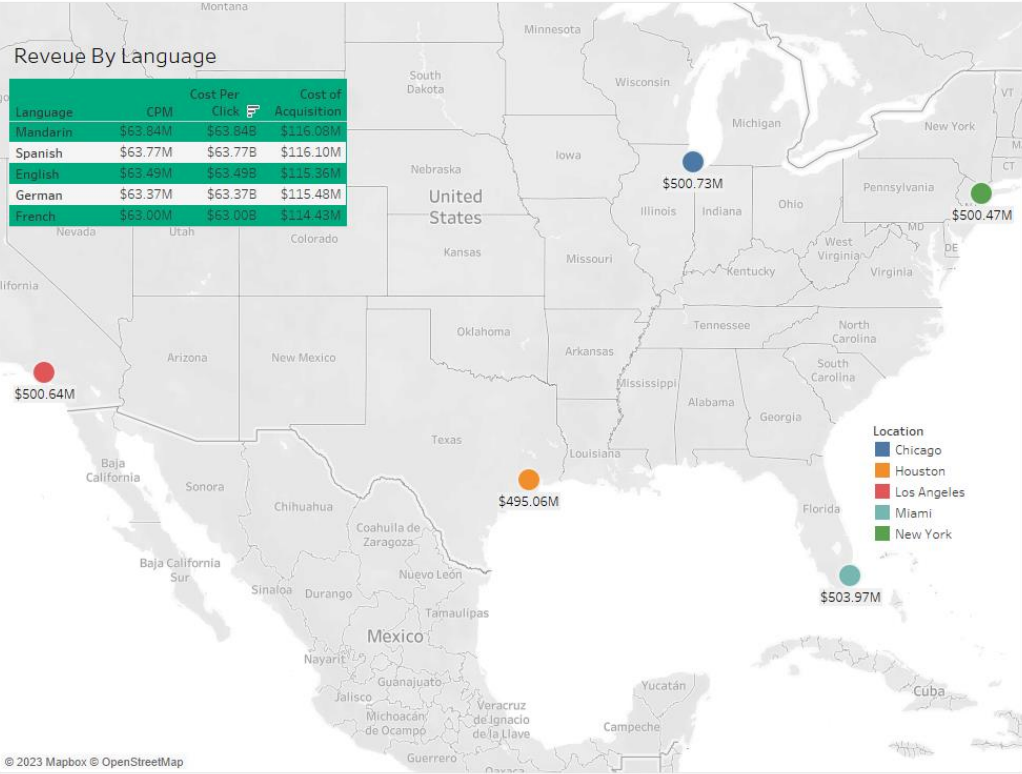 Montana
Minnesota
Reveue By Language
South
Dakota
Wisconsin
VT
Cost Per Cost of
Language CPM Click Acquisition
Michigan
New York
Mandarin $63.84M $63.84B $116.08M
Spanish $63.77M $63.77B $116.10M
English $63.49M $63.49B $115.36M
German $63.37M $63.37B $115.48M
French $63.00M $63.00B $114.43M
Iowa
CT
Nebraska
$500.73M
Pennsylvania
United
States
Illinois Indiana Ohio
$500.47M
Nevada Utah Colorado
MD
DE
West
Virginia
Kansas
Missouri
Kentucky
Virginia
lifornia
Oklahoma
Tennessee
North
Carolina
Arizona
New Mexico
Arkansas
South
Carolina
$500.64M
Mississippi
Alabama
Georgia
Texas
Louisiana
Location
Chicago
Houston
Los Angeles
Miami
New York
Baja
California
Sonora
Chihuahua
$495.06M
Florida
Coahuila de
Zaragoza
Baja California
Sur
Nuevo León
Sinaloa
Durango
$503.97M
Tamaulipas
Mexico
Nayarit
Guanajuato
Yucatán
Cuba
Jalisco
Michoacán
de Ocampo
Veracruz
de Ignacio
de la Llave
Campeche
Guerrero
Oaxaca
© 2023 Mapbox © OpenStreetMap